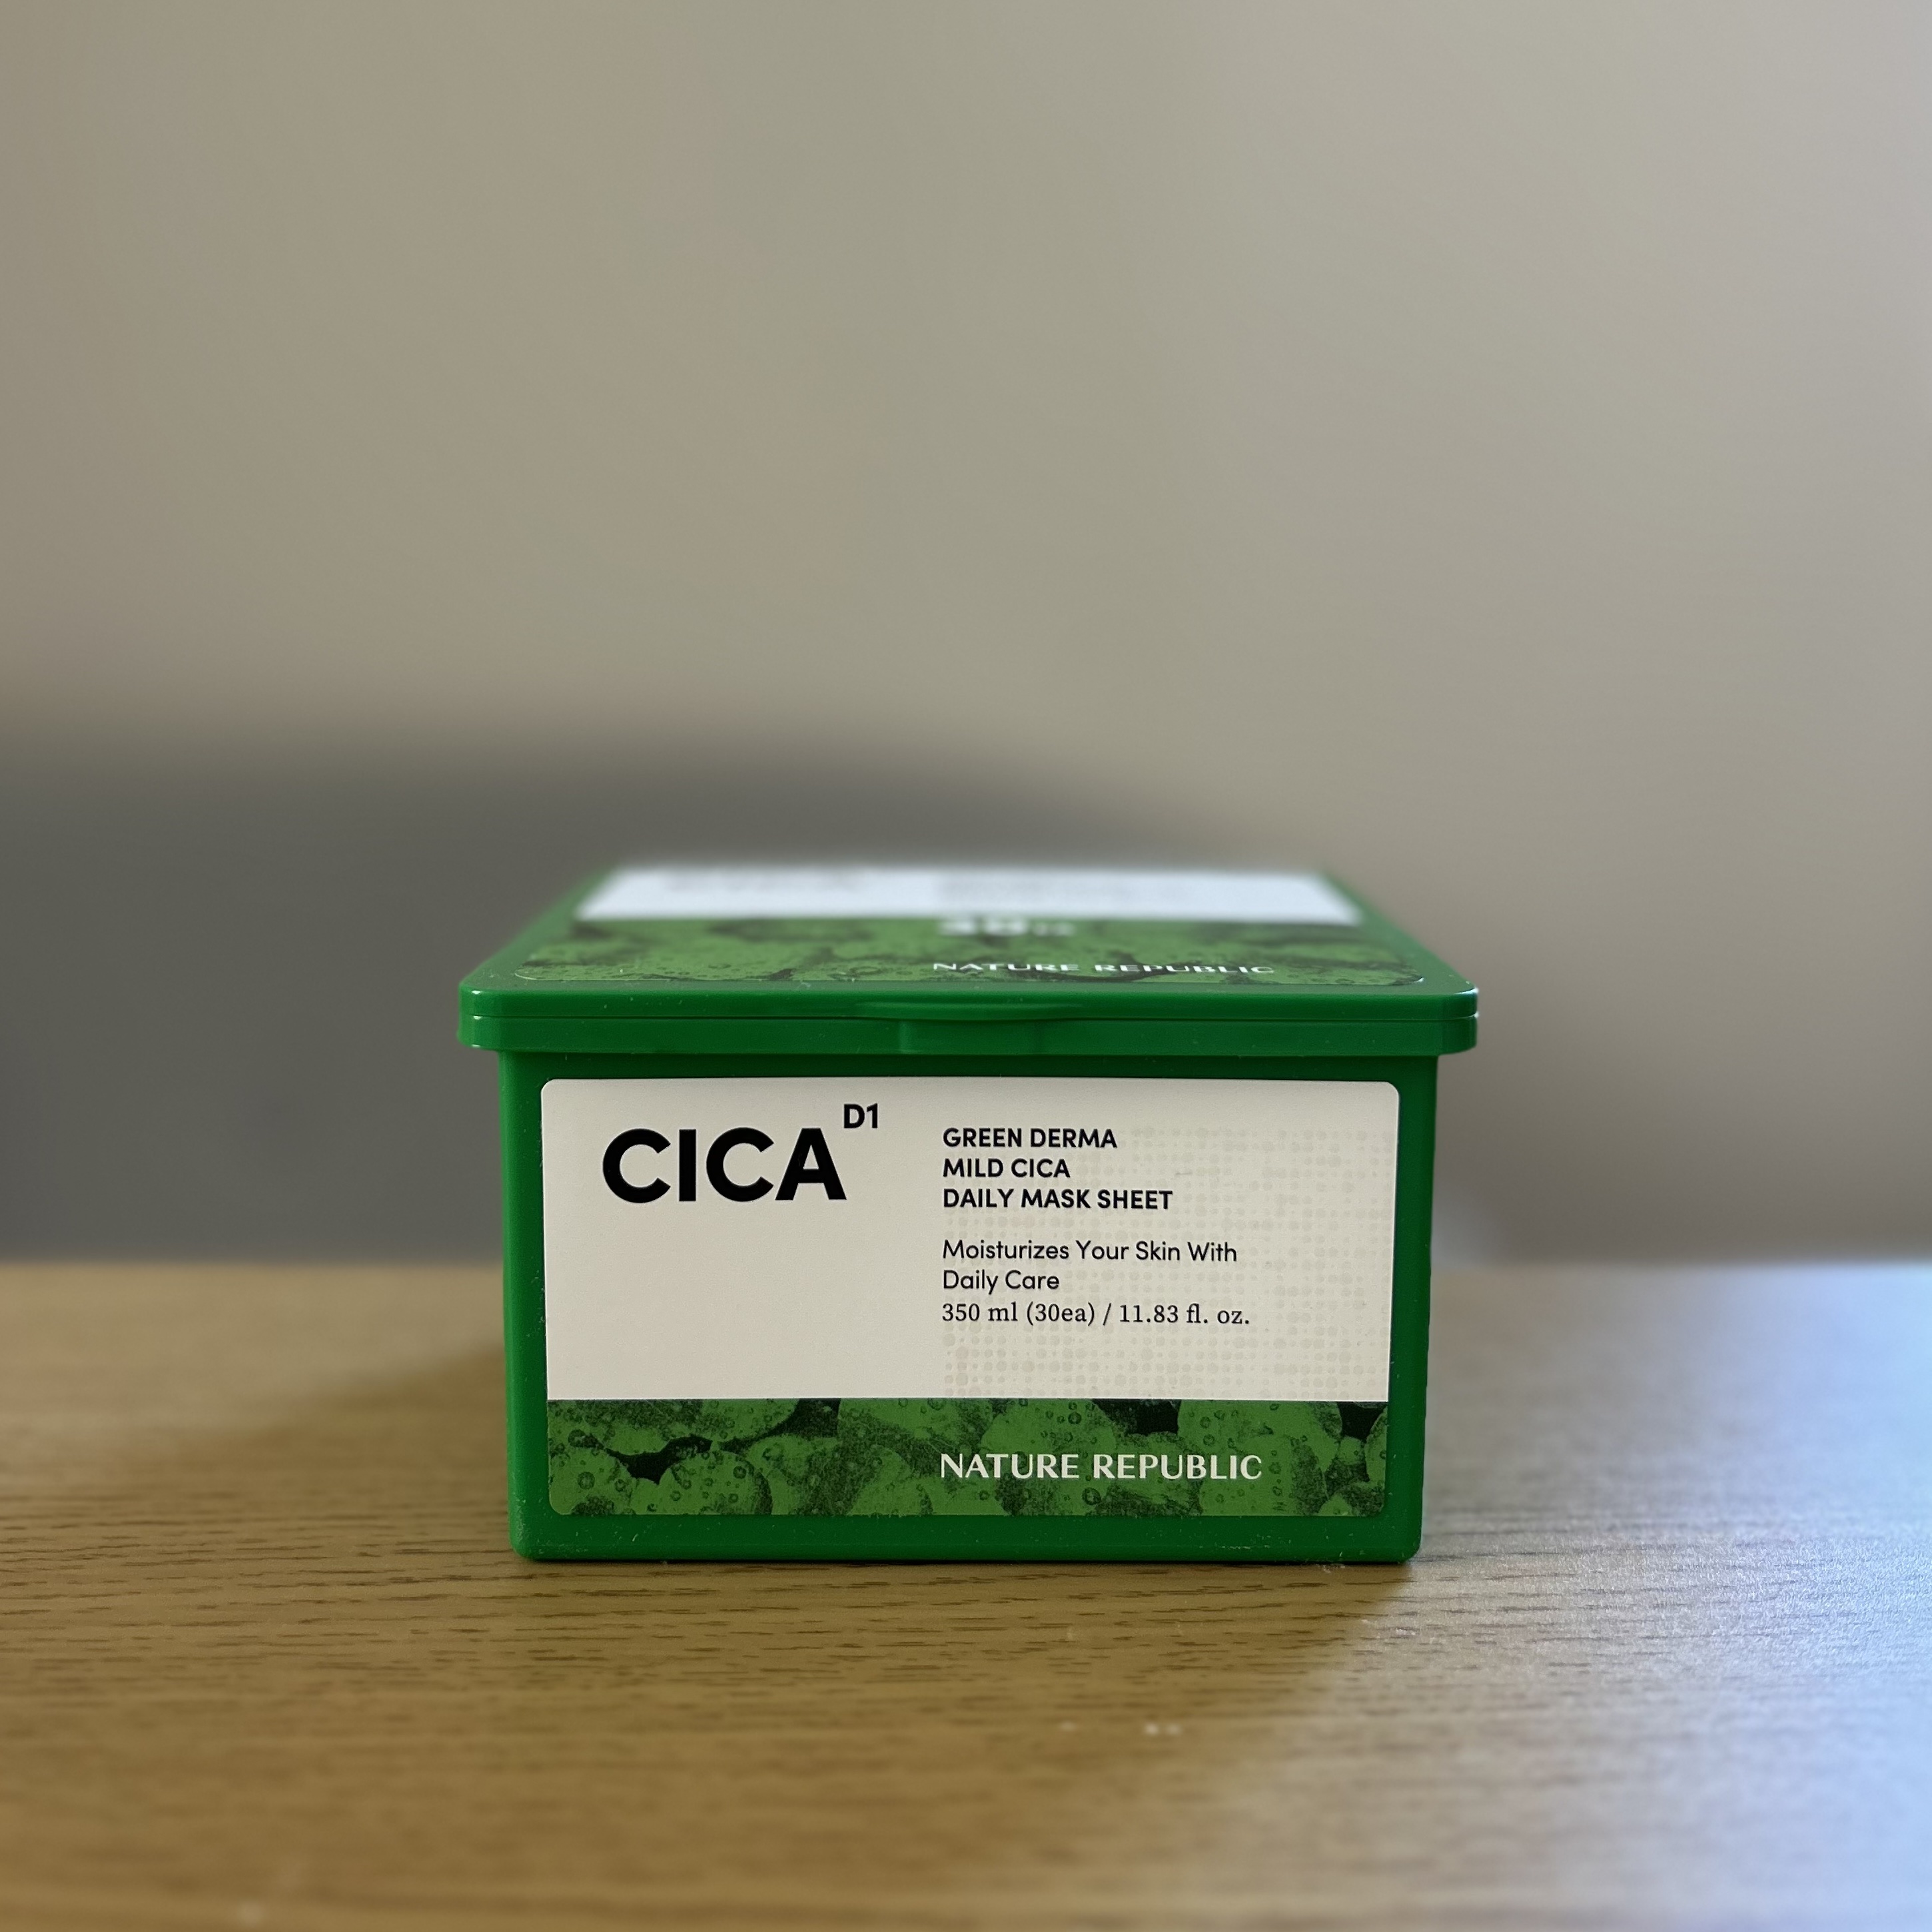 NATURE REPUBLIC
CICA D1
GREEN DERMA
MILD CICA
DAILY MASK SHEET
Moisturizes Your Skin With
Daily Care
350 ml (30ea) / 11.83 fl. oz.
NATURE REPUBLIC